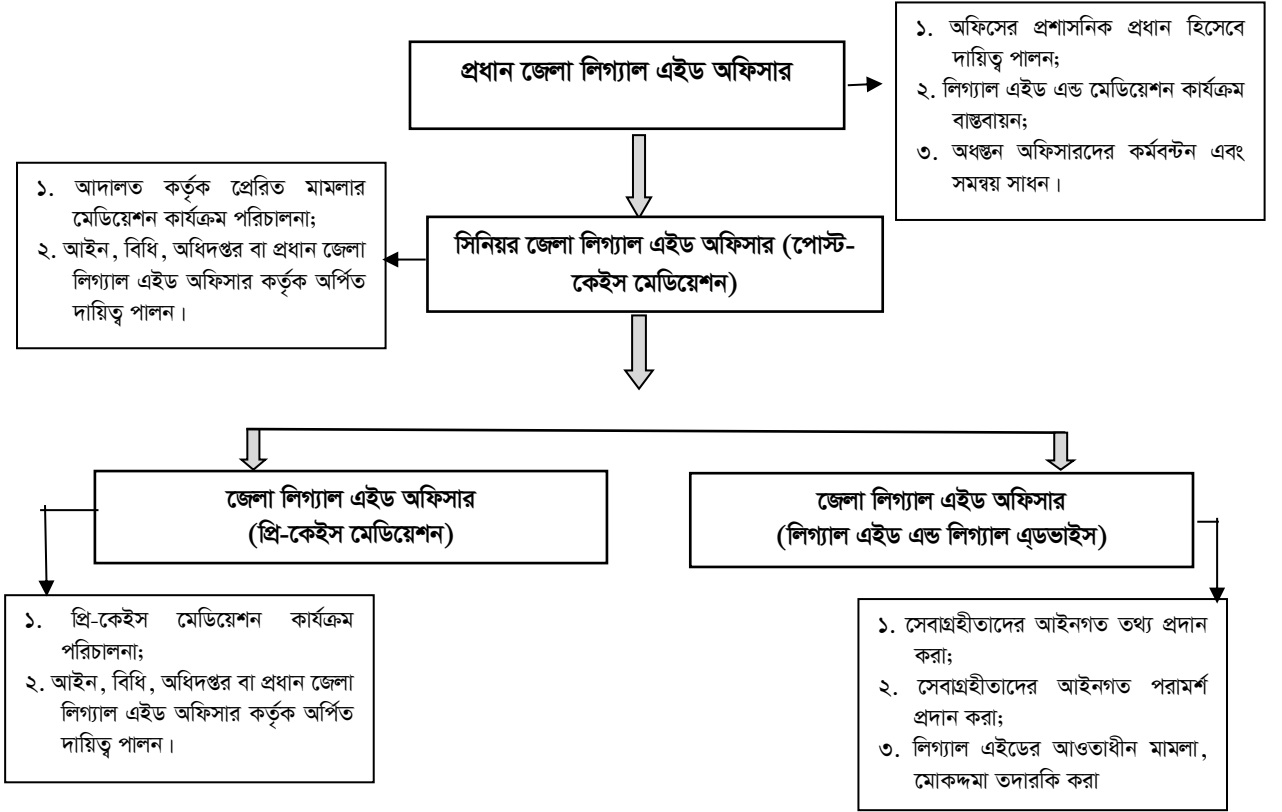 প্রধান জেলা লিগ্যাল এইড অফিসার
১. অফিসের প্রশাসনিক প্রধান হিসেবে
দায়িত্ব পালন;
২. লিগ্যাল এইড এন্ড মেডিয়েশন কার্যক্রম
বাস্তবায়ন;
৩. অধস্তন অফিসারদের কর্মবন্টন এবং
সমন্বয় সাধন।
সিনিয়র জেলা লিগ্যাল এইড অফিসার (পোস্ট-
কেইস মেডিয়েশন)
১. আদালত কর্তৃক প্রেরিত মামলার
মেডিয়েশন কার্যক্রম পরিচালনা;
২. আইন, বিধি, অধিদপ্তর বা প্রধান জেলা
লিগ্যাল এইড অফিসার কর্তৃক অর্পিত
দায়িত্ব পালন।
জেলা লিগ্যাল এইড অফিসার
(প্রি-কেইস মেডিয়েশন)
১. প্রি-কেইস মেডিয়েশন কার্যক্রম
পরিচালনা;
২. আইন, বিধি, অধিদপ্তর বা প্রধান জেলা
লিগ্যাল এইড অফিসার কর্তৃক অর্পিত
দায়িত্ব পালন।
জেলা লিগ্যাল এইড অফিসার
(লিগ্যাল এইড এন্ড লিগ্যাল এ্ডভাইস)
১. সেবাগ্রহীতাদের আইনগত তথ্য প্রদান
করা;
২. সেবাগ্রহীতাদের আইনগত পরামর্শ
প্রদান করা;
৩. লিগ্যাল এইডের আওতাধীন মামলা,
মোকদ্দমা তদারকি করা